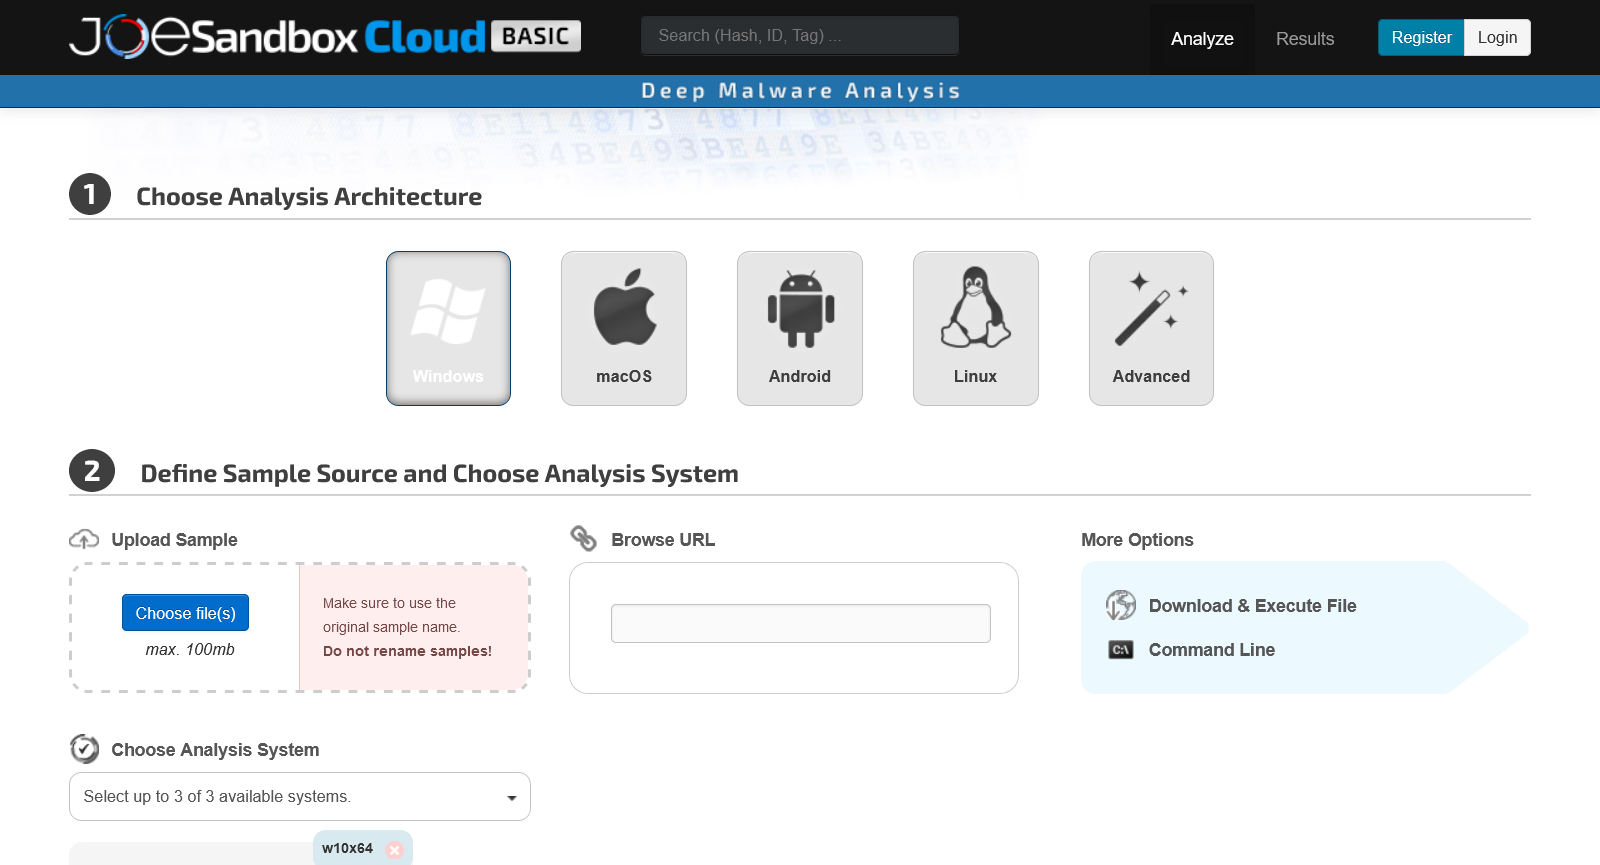 JOESandbox Cloud BASIC
Search (Hash, ID, Tag) ...
Analyze
Results
Register
Login
Deep Malware Analysis
1 Choose Analysis Architecture
Windows
macOS
Android
Linux
Advanced
2 Define Sample Source and Choose Analysis System
Upload Sample
Choose file(s)
max. 100mb
Make sure to use the
original sample name.
Do not rename samples!
Browse URL
More Options
Download & Execute File
C:\
Command Line
Choose Analysis System
Select up to 3 of 3 available systems.
w10x64